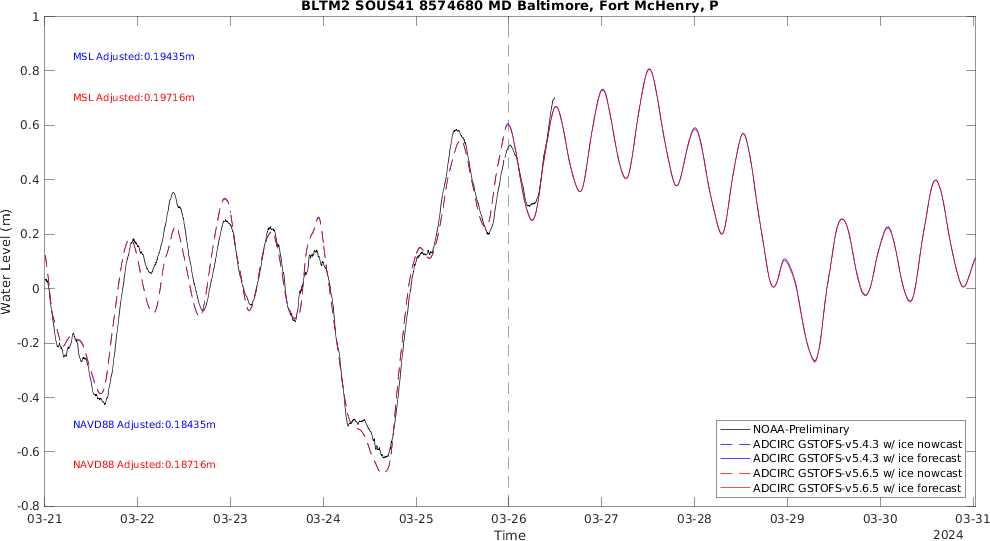 BLTM2 SOUS41 8574680 MD Baltimore, Fort McHenry, P
Water Level (m)
1
0.8
0.6
0.4
0.2
0
-0.2
-0.4
-0.6
-0.8
MSL Adjusted:0.19435m
MSL Adjusted:0.19716m
NAVD88 Adjusted:0.18435m
NAVD88 Adjusted:0.18716m
NOAA-Preliminary
ADCIRC GSTOFS-v5.4.3 w/ ice nowcast
ADCIRC GSTOFS-v5.4.3 w/ ice forecast
ADCIRC GSTOFS-v5.6.5 w/ ice nowcast
ADCIRC GSTOFS-v5.6.5 w/ ice forecast
03-21 03-22 03-23 03-24 03-25 03-26 03-27 03-28 03-29 03-30 03-31
Time
2024